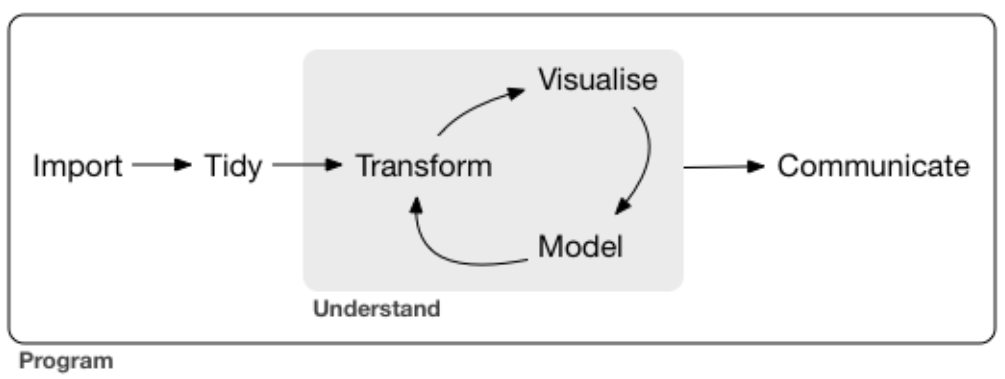 Visualise
Import Tidy Transform Communicate
Model
Understand
Program